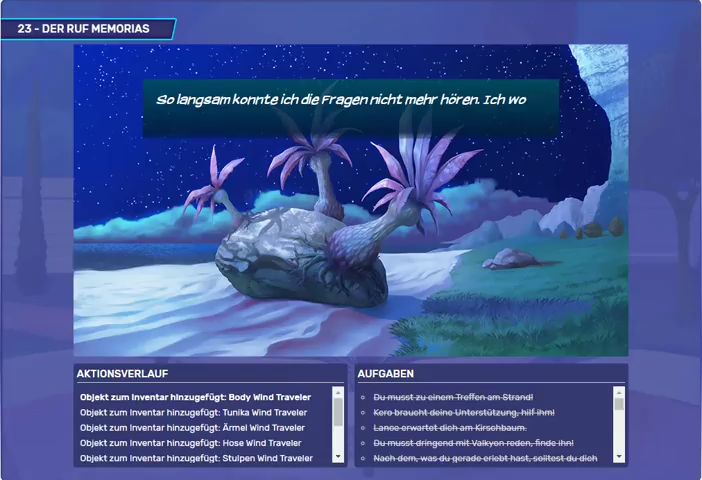 23 - DER RUF MEMORIAS
So langsam konnte ich die Fragen nicht mehr hören. Ich wo
AKTIONSVERLAUF
Objekt zum Inventar hinzugefügt: Body Wind Traveler
Objekt zum Inventar hinzugefügt: Tunika Wind Traveler
Objekt zum Inventar hinzugefügt: Ärmel Wind Traveler
Objekt zum Inventar hinzugefügt: Hose Wind Traveler
Objekt zum Inventar hinzugefügt: Stulpen Wind Traveler
AUFGABEN
Du musst zu einem Treffen am Strand!
Kero braucht deine Unterstützung, hilf ihm!
Lance erwartet dich am Kirschbaum.
Du musst dringend mit Valkyon reden, finde ihn!
Nach dem, was du gerade erlebt hast, solltest du dich